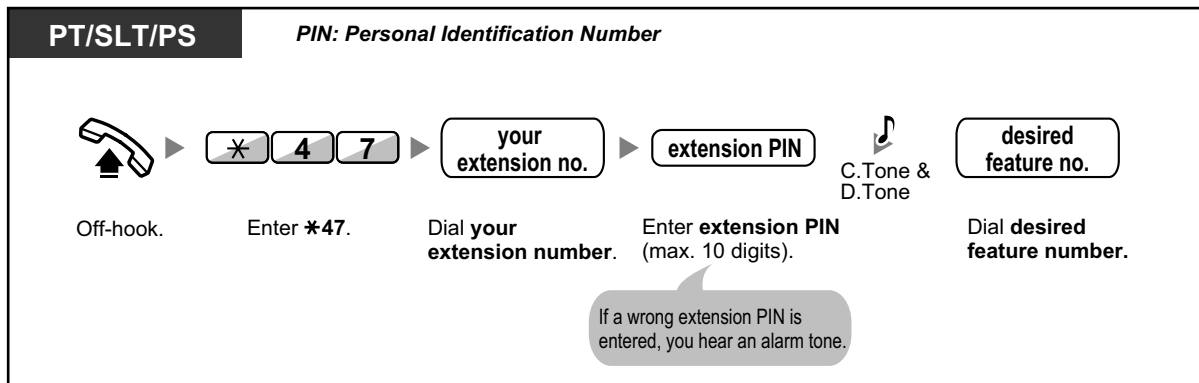 PT/SLT/PS
PIN: Personal Identification Number
✱ 4 7
your
extension no.
extension PIN
C.Tone &
D.Tone
desired
feature no.
Off-hook.
Enter ✱47.
Dial your
extension number.
Enter extension PIN
(max. 10 digits).
Dial desired
feature number.
If a wrong extension PIN is
entered, you hear an alarm tone.